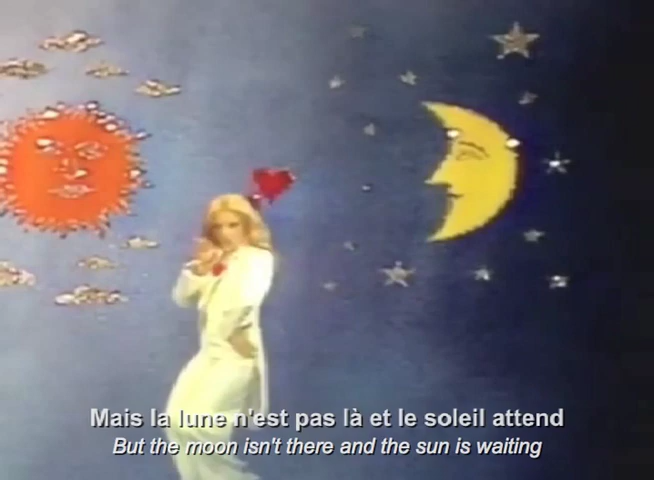 Mais la lune n'est pas là et le soleil attend
But the moon isn't there and the sun is waiting